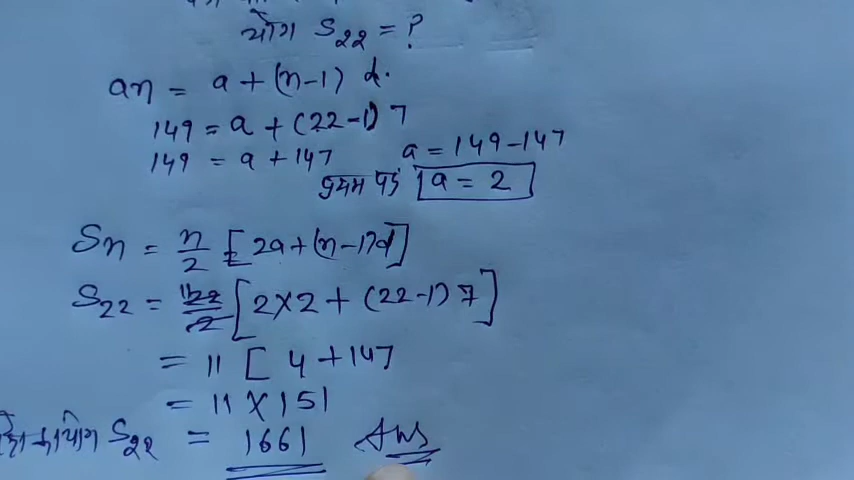 योग S22 = ?
an = a + (n-1) d.
149 = a + (22-1) 7
149 = a + 147 a = 149-147
प्रथम पद a = 2
Sn = n/2 [2a+(n-1)d]
S22 = 22/2 [2×2 + (22-1) 7]
= 11 [ 4 + 147
= 11 × 151
का योग S22 = 1661 Ans